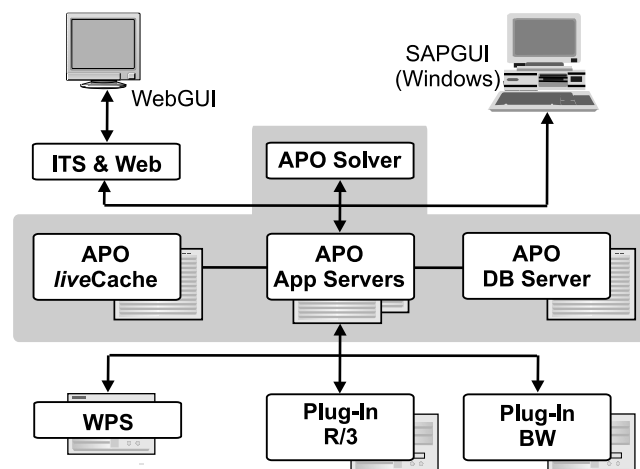 SAPGUI
(Windows)
WebGUI
ITS & Web
APO Solver
APO
liveCache
APO
App Servers
APO
DB Server
WPS
Plug-In
R/3
Plug-In
BW